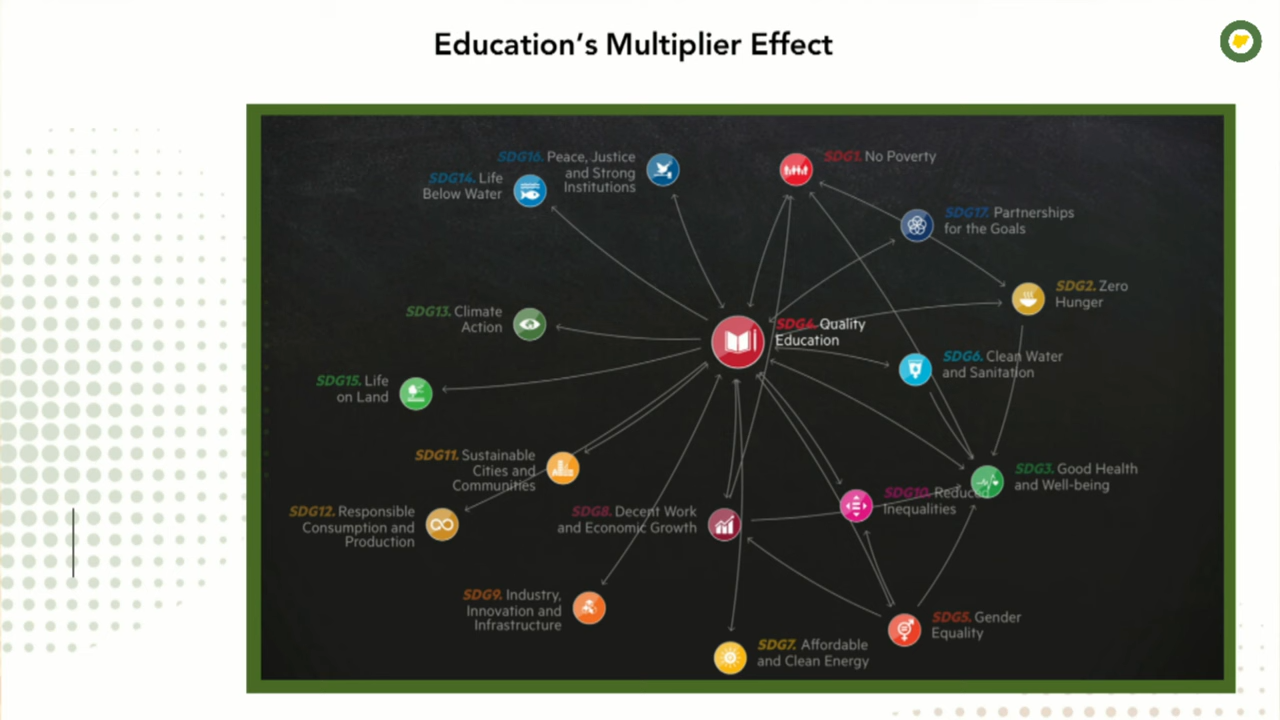 Education's Multiplier Effect
SDG16. Peace, Justice
and Strong
Institutions
SDG1. No Poverty
SDG14. Life
Below Water
SDG17. Partnerships
for the Goals
SDG2. Zero
Hunger
SDG13. Climate
Action
SDG4. Quality
Education
SDG6. Clean Water
and Sanitation
SDG15. Life
on Land
SDG11. Sustainable
Cities and
Communities
SDG3. Good Health
and Well-being
SDG10. Reduced
Inequalities
SDG12. Responsible
Consumption and
Production
SDG8. Decent Work
and Economic Growth
SDG9. Industry,
Innovation and
Infrastructure
SDG5. Gender
Equality
SDG7. Affordable
and Clean Energy